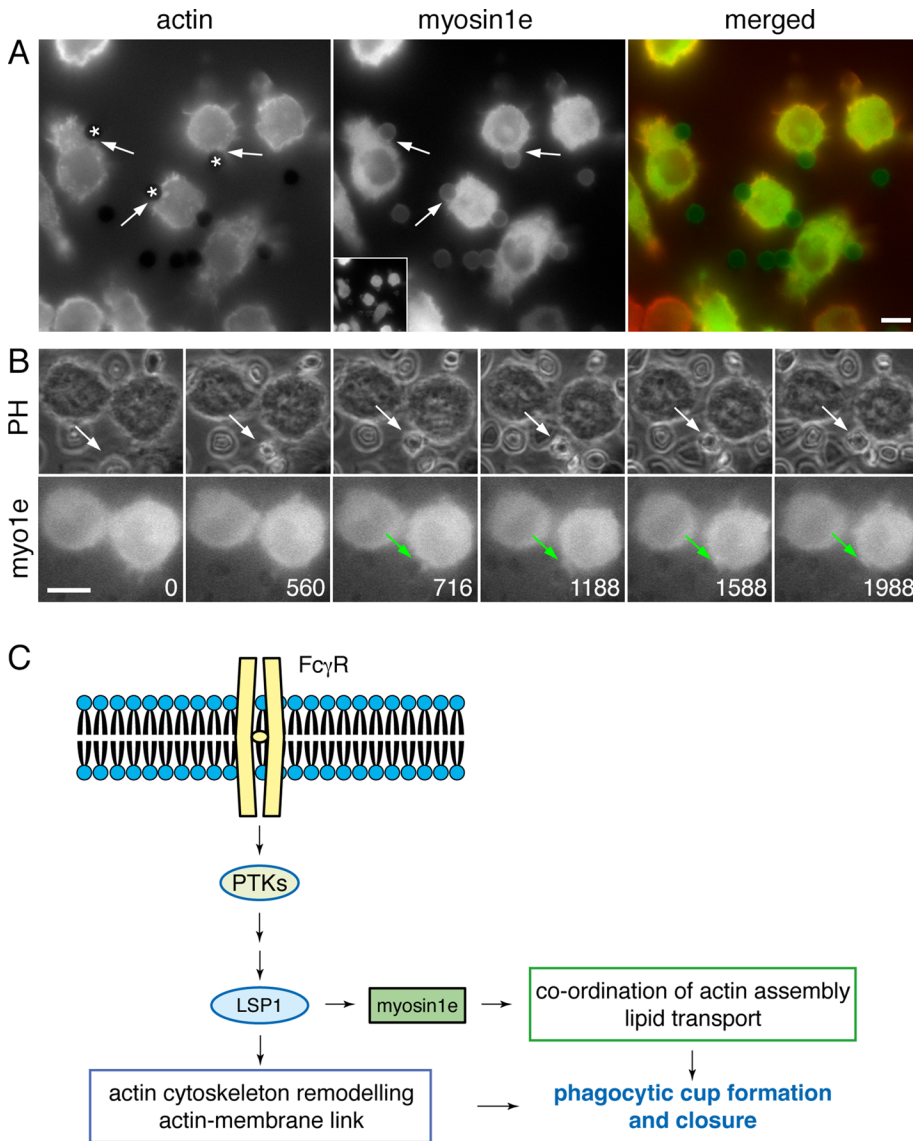 actin
myosin1e
merged
A
*
*
*
B
PH
myo1e
0
560
716
1188
1588
1988
C
FcγR
PTKs
LSP1
myosin1e
co-ordination of actin assembly
lipid transport
actin cytoskeleton remodelling
actin-membrane link
phagocytic cup formation
and closure